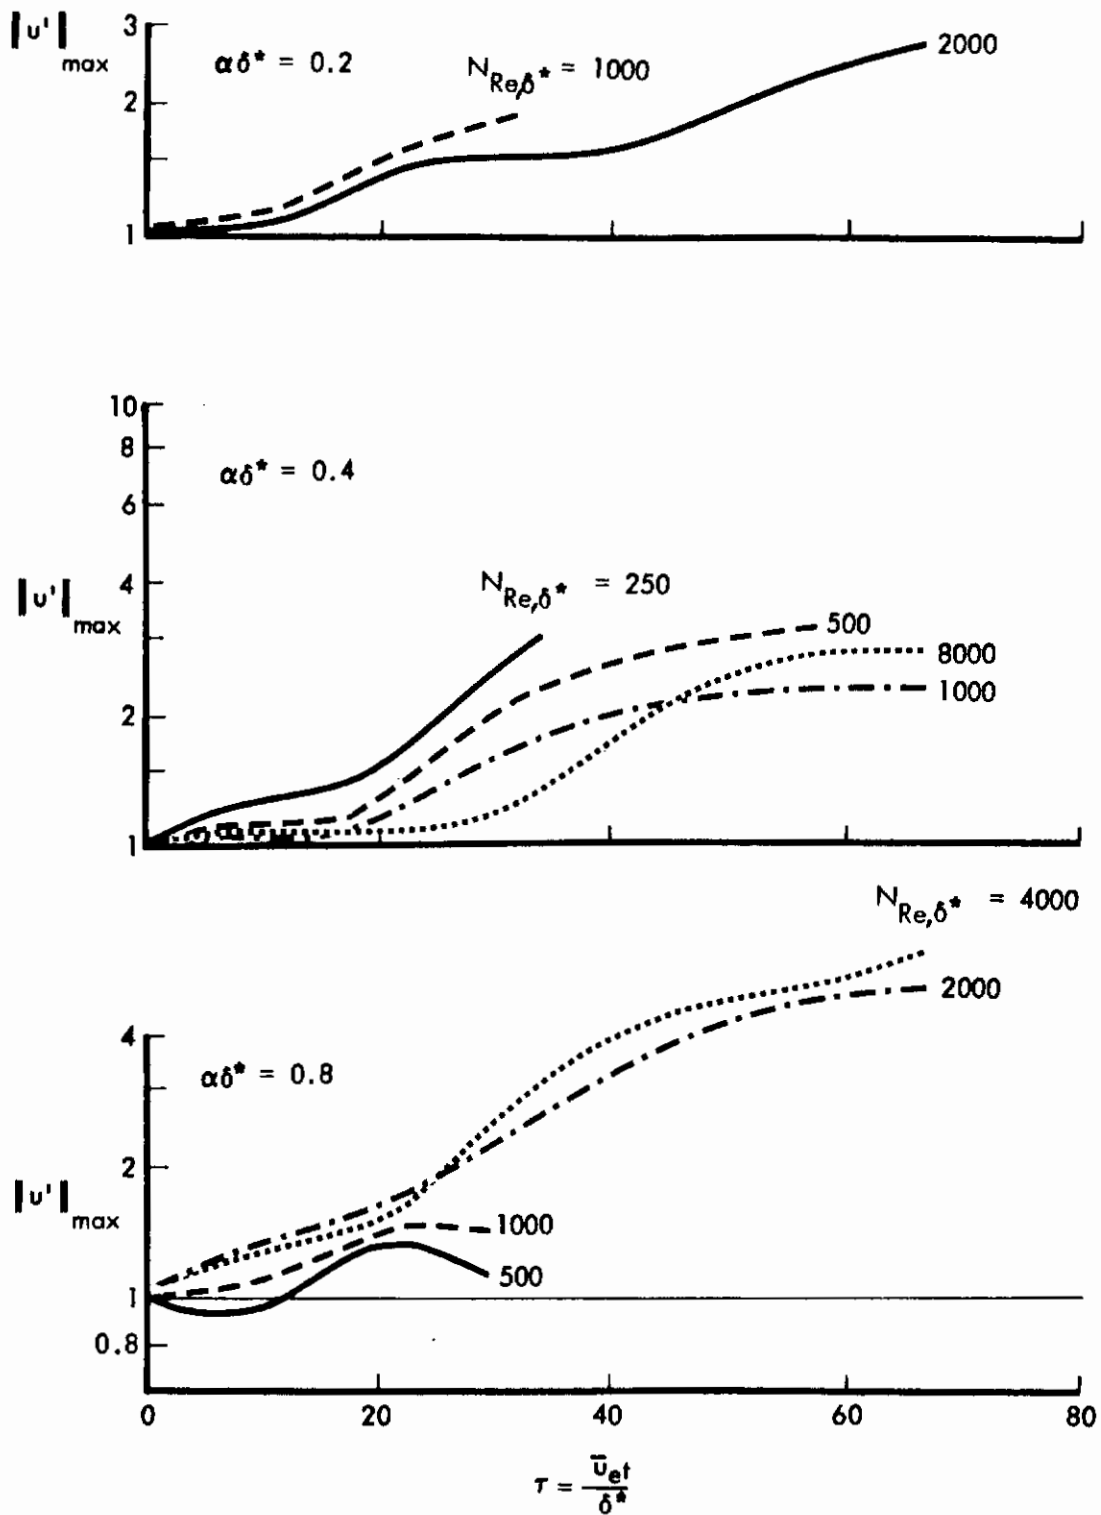 |u'|max
3
2
1
αδ* = 0.2
N_Re,δ* = 1000
2000
10
8
6
4
2
1
|u'|max
αδ* = 0.4
N_Re,δ* = 250
500
8000
1000
N_Re,δ* = 4000
2000
4
2
1
0.8
|u'|max
αδ* = 0.8
1000
500
0 20 40 60 80
τ = u̅et / δ*